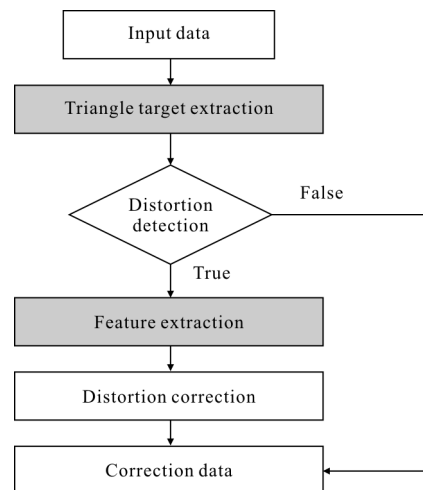 Input data
Triangle target extraction
Distortion
detection
False
True
Feature extraction
Distortion correction
Correction data